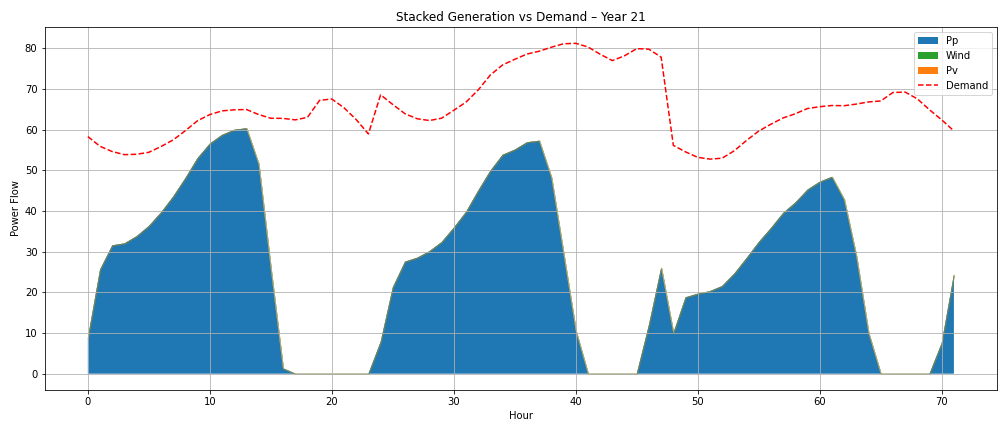 Stacked Generation vs Demand – Year 21
Pp
Wind
Pv
Demand
80
70
60
50
40
30
20
10
0
Power Flow
0 10 20 30 40 50 60 70
Hour